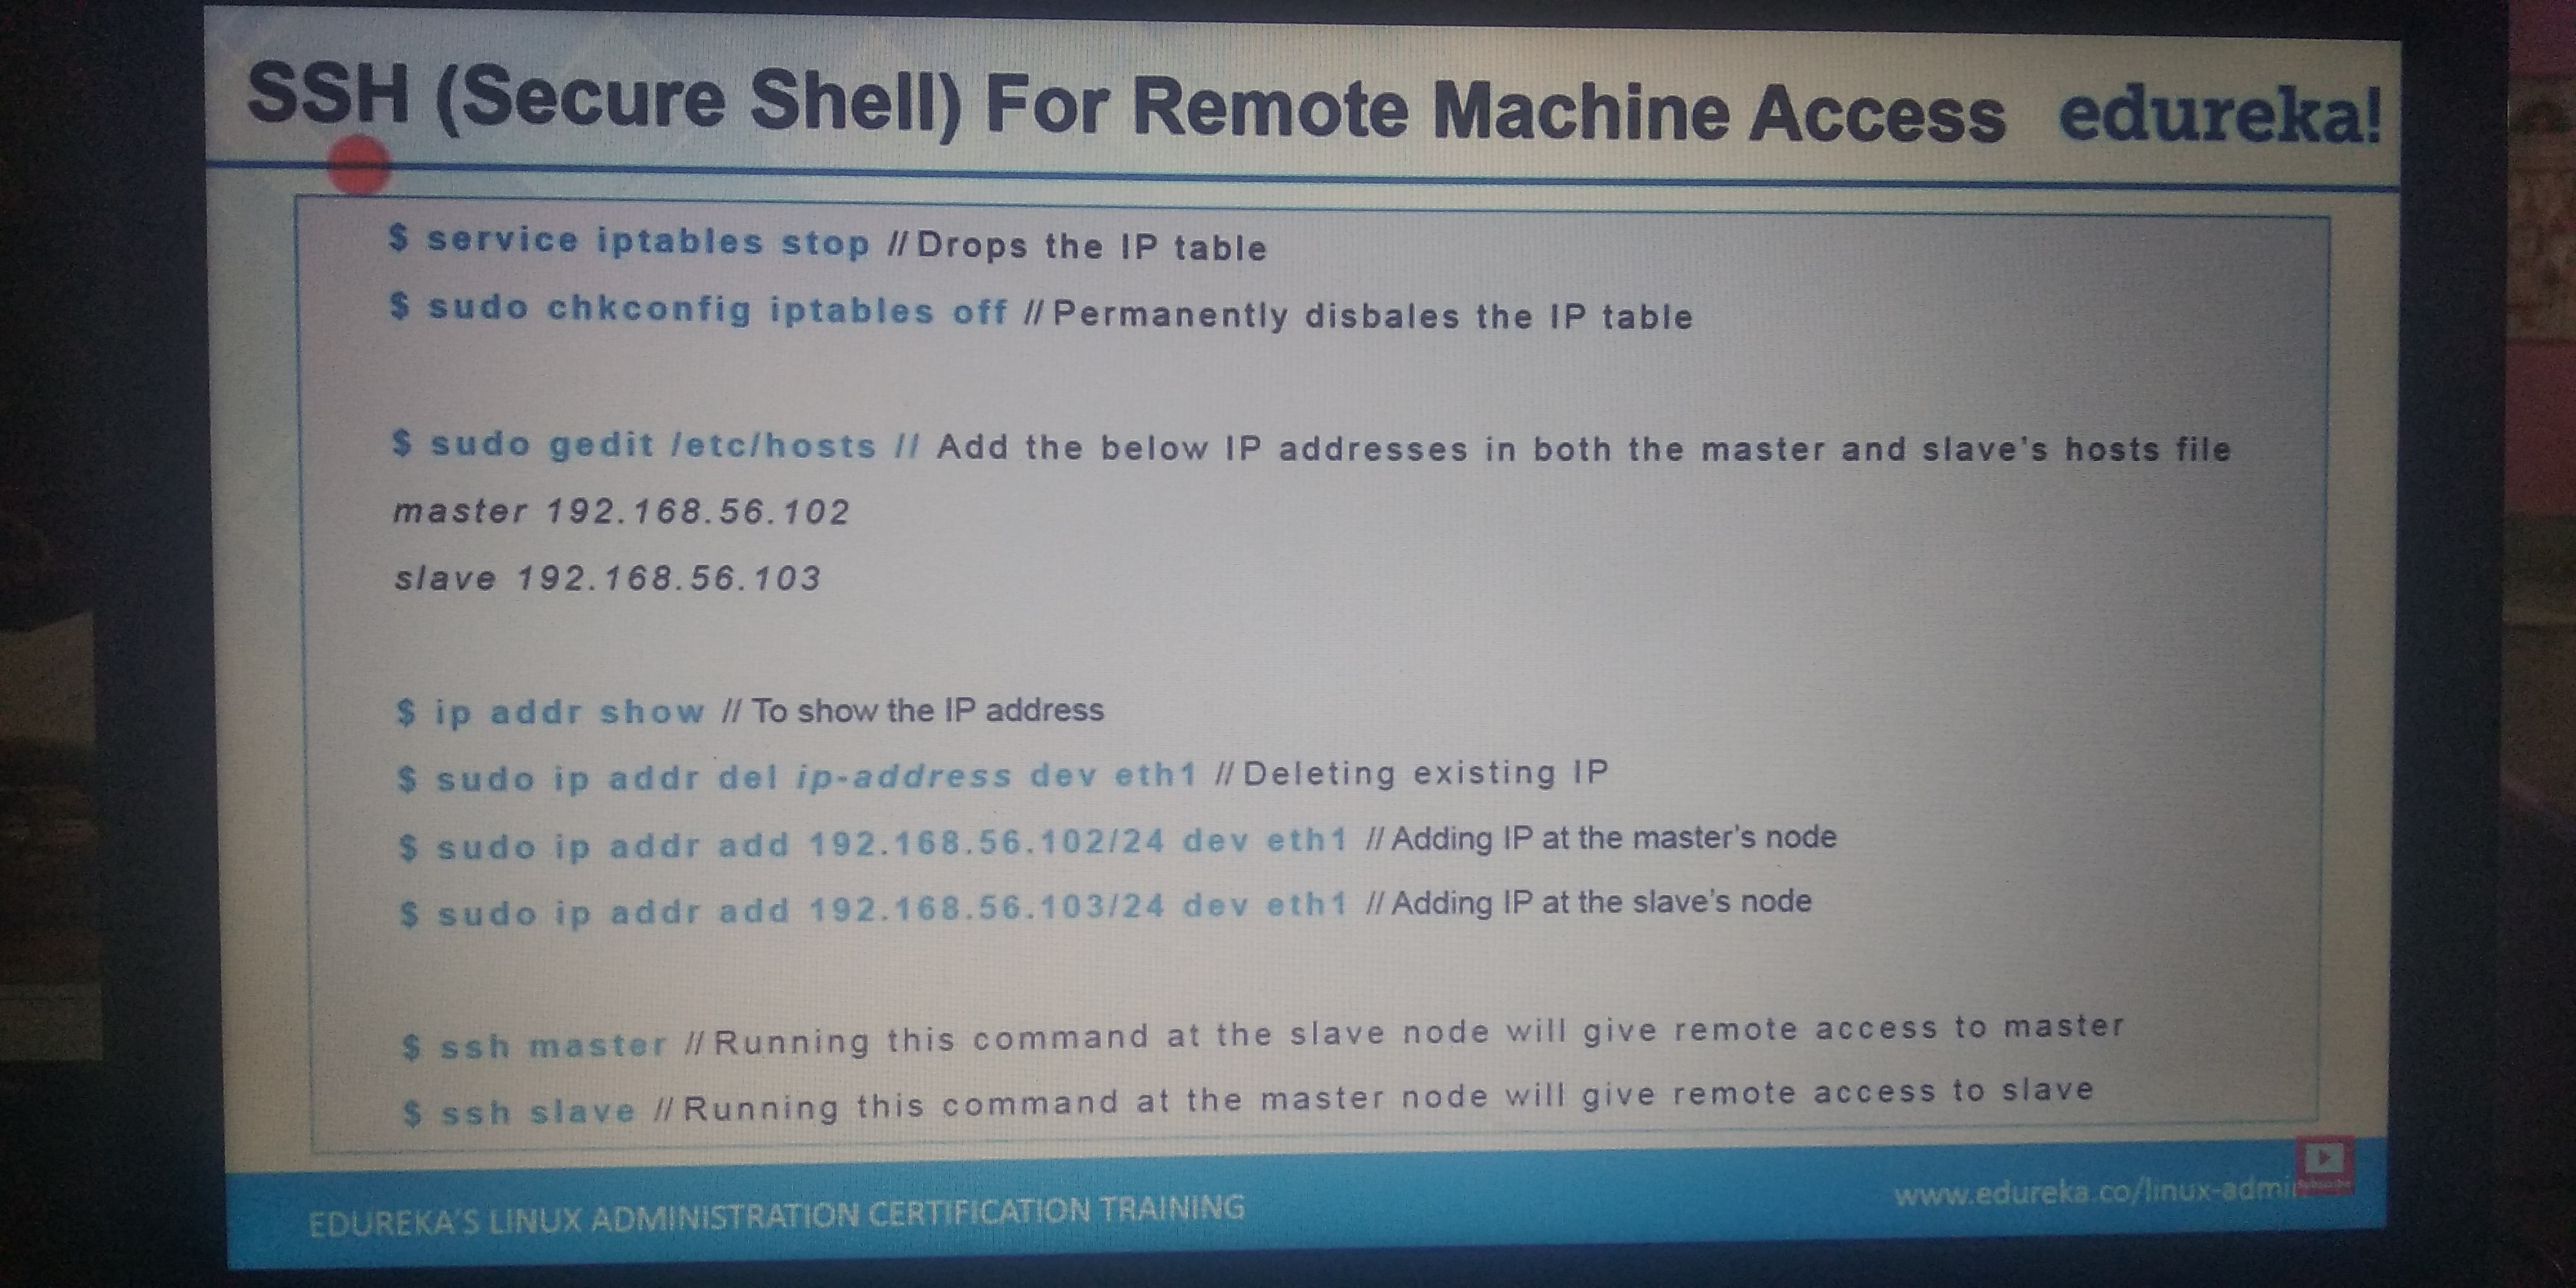 SSH (Secure Shell) For Remote Machine Access edureka!
$ service iptables stop // Drops the IP table
$ sudo chkconfig iptables off // Permanently disbales the IP table
$ sudo gedit /etc/hosts // Add the below IP addresses in both the master and slave's hosts file
master 192.168.56.102
slave 192.168.56.103
$ ip addr show // To show the IP address
$ sudo ip addr del ip-address dev eth1 // Deleting existing IP
$ sudo ip addr add 192.168.56.102/24 dev eth1 // Adding IP at the master's node
$ sudo ip addr add 192.168.56.103/24 dev eth1 // Adding IP at the slave's node
$ ssh master // Running this command at the slave node will give remote access to master
$ ssh slave // Running this command at the master node will give remote access to slave
EDUREKA'S LINUX ADMINISTRATION CERTIFICATION TRAINING www.edureka.co/linux-admi
Subscribe